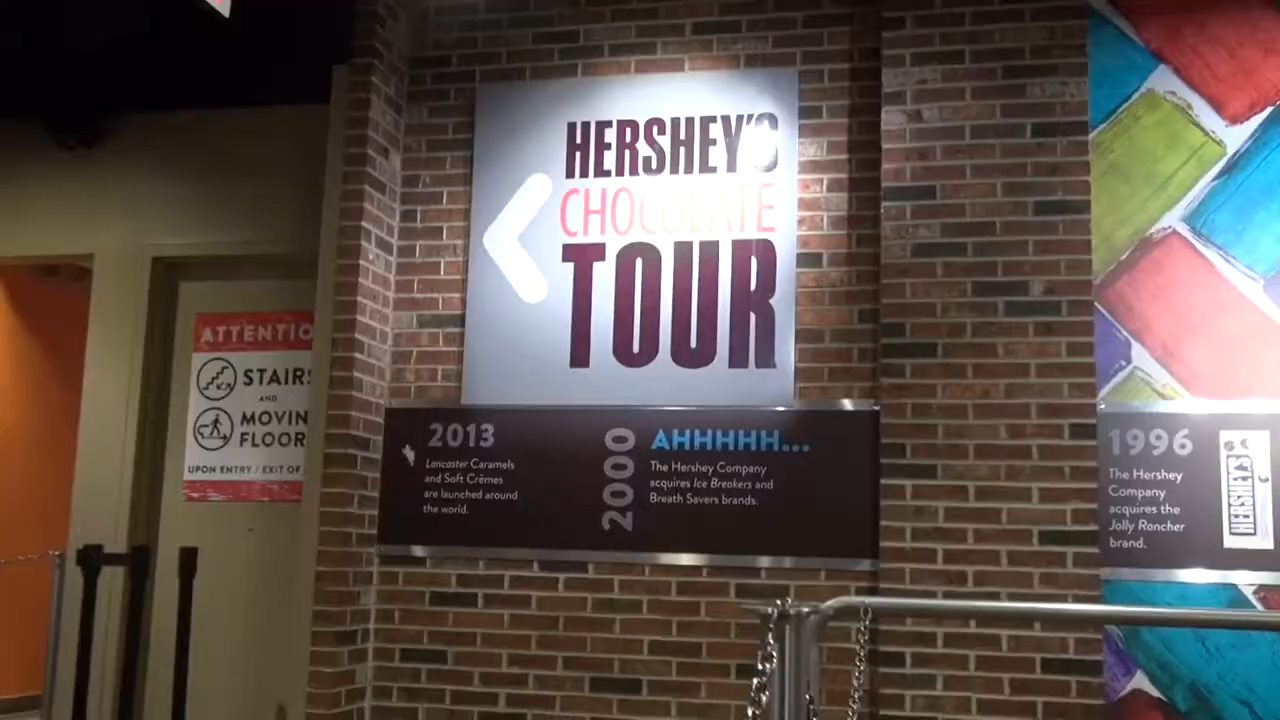 HERSHEY'S
CHOCOLATE
TOUR
ATTENTIO
STAIRS
AND
MOVIN
FLOOR
UPON ENTRY / EXIT OF
2013
Lancaster Caramels
and Soft Crèmes
are launched around
the world.
2000
AHHHHH...
The Hershey Company
acquires Ice Breakers and
Breath Savers brands.
1996
The Hershey
Company
acquires the
Jolly Rancher
brand.
HERSHEY'S